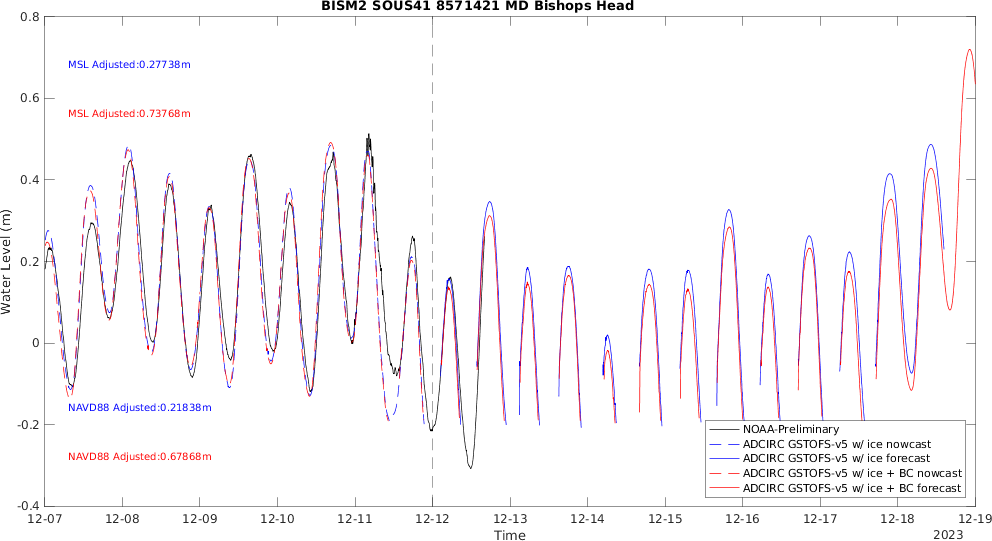 BISM2 SOUS41 8571421 MD Bishops Head
0.8
0.6
0.4
0.2
0
-0.2
-0.4
Water Level (m)
MSL Adjusted:0.27738m
MSL Adjusted:0.73768m
NAVD88 Adjusted:0.21838m
NAVD88 Adjusted:0.67868m
NOAA-Preliminary
ADCIRC GSTOFS-v5 w/ ice nowcast
ADCIRC GSTOFS-v5 w/ ice forecast
ADCIRC GSTOFS-v5 w/ ice + BC nowcast
ADCIRC GSTOFS-v5 w/ ice + BC forecast
12-07 12-08 12-09 12-10 12-11 12-12 12-13 12-14 12-15 12-16 12-17 12-18 12-19
Time
2023